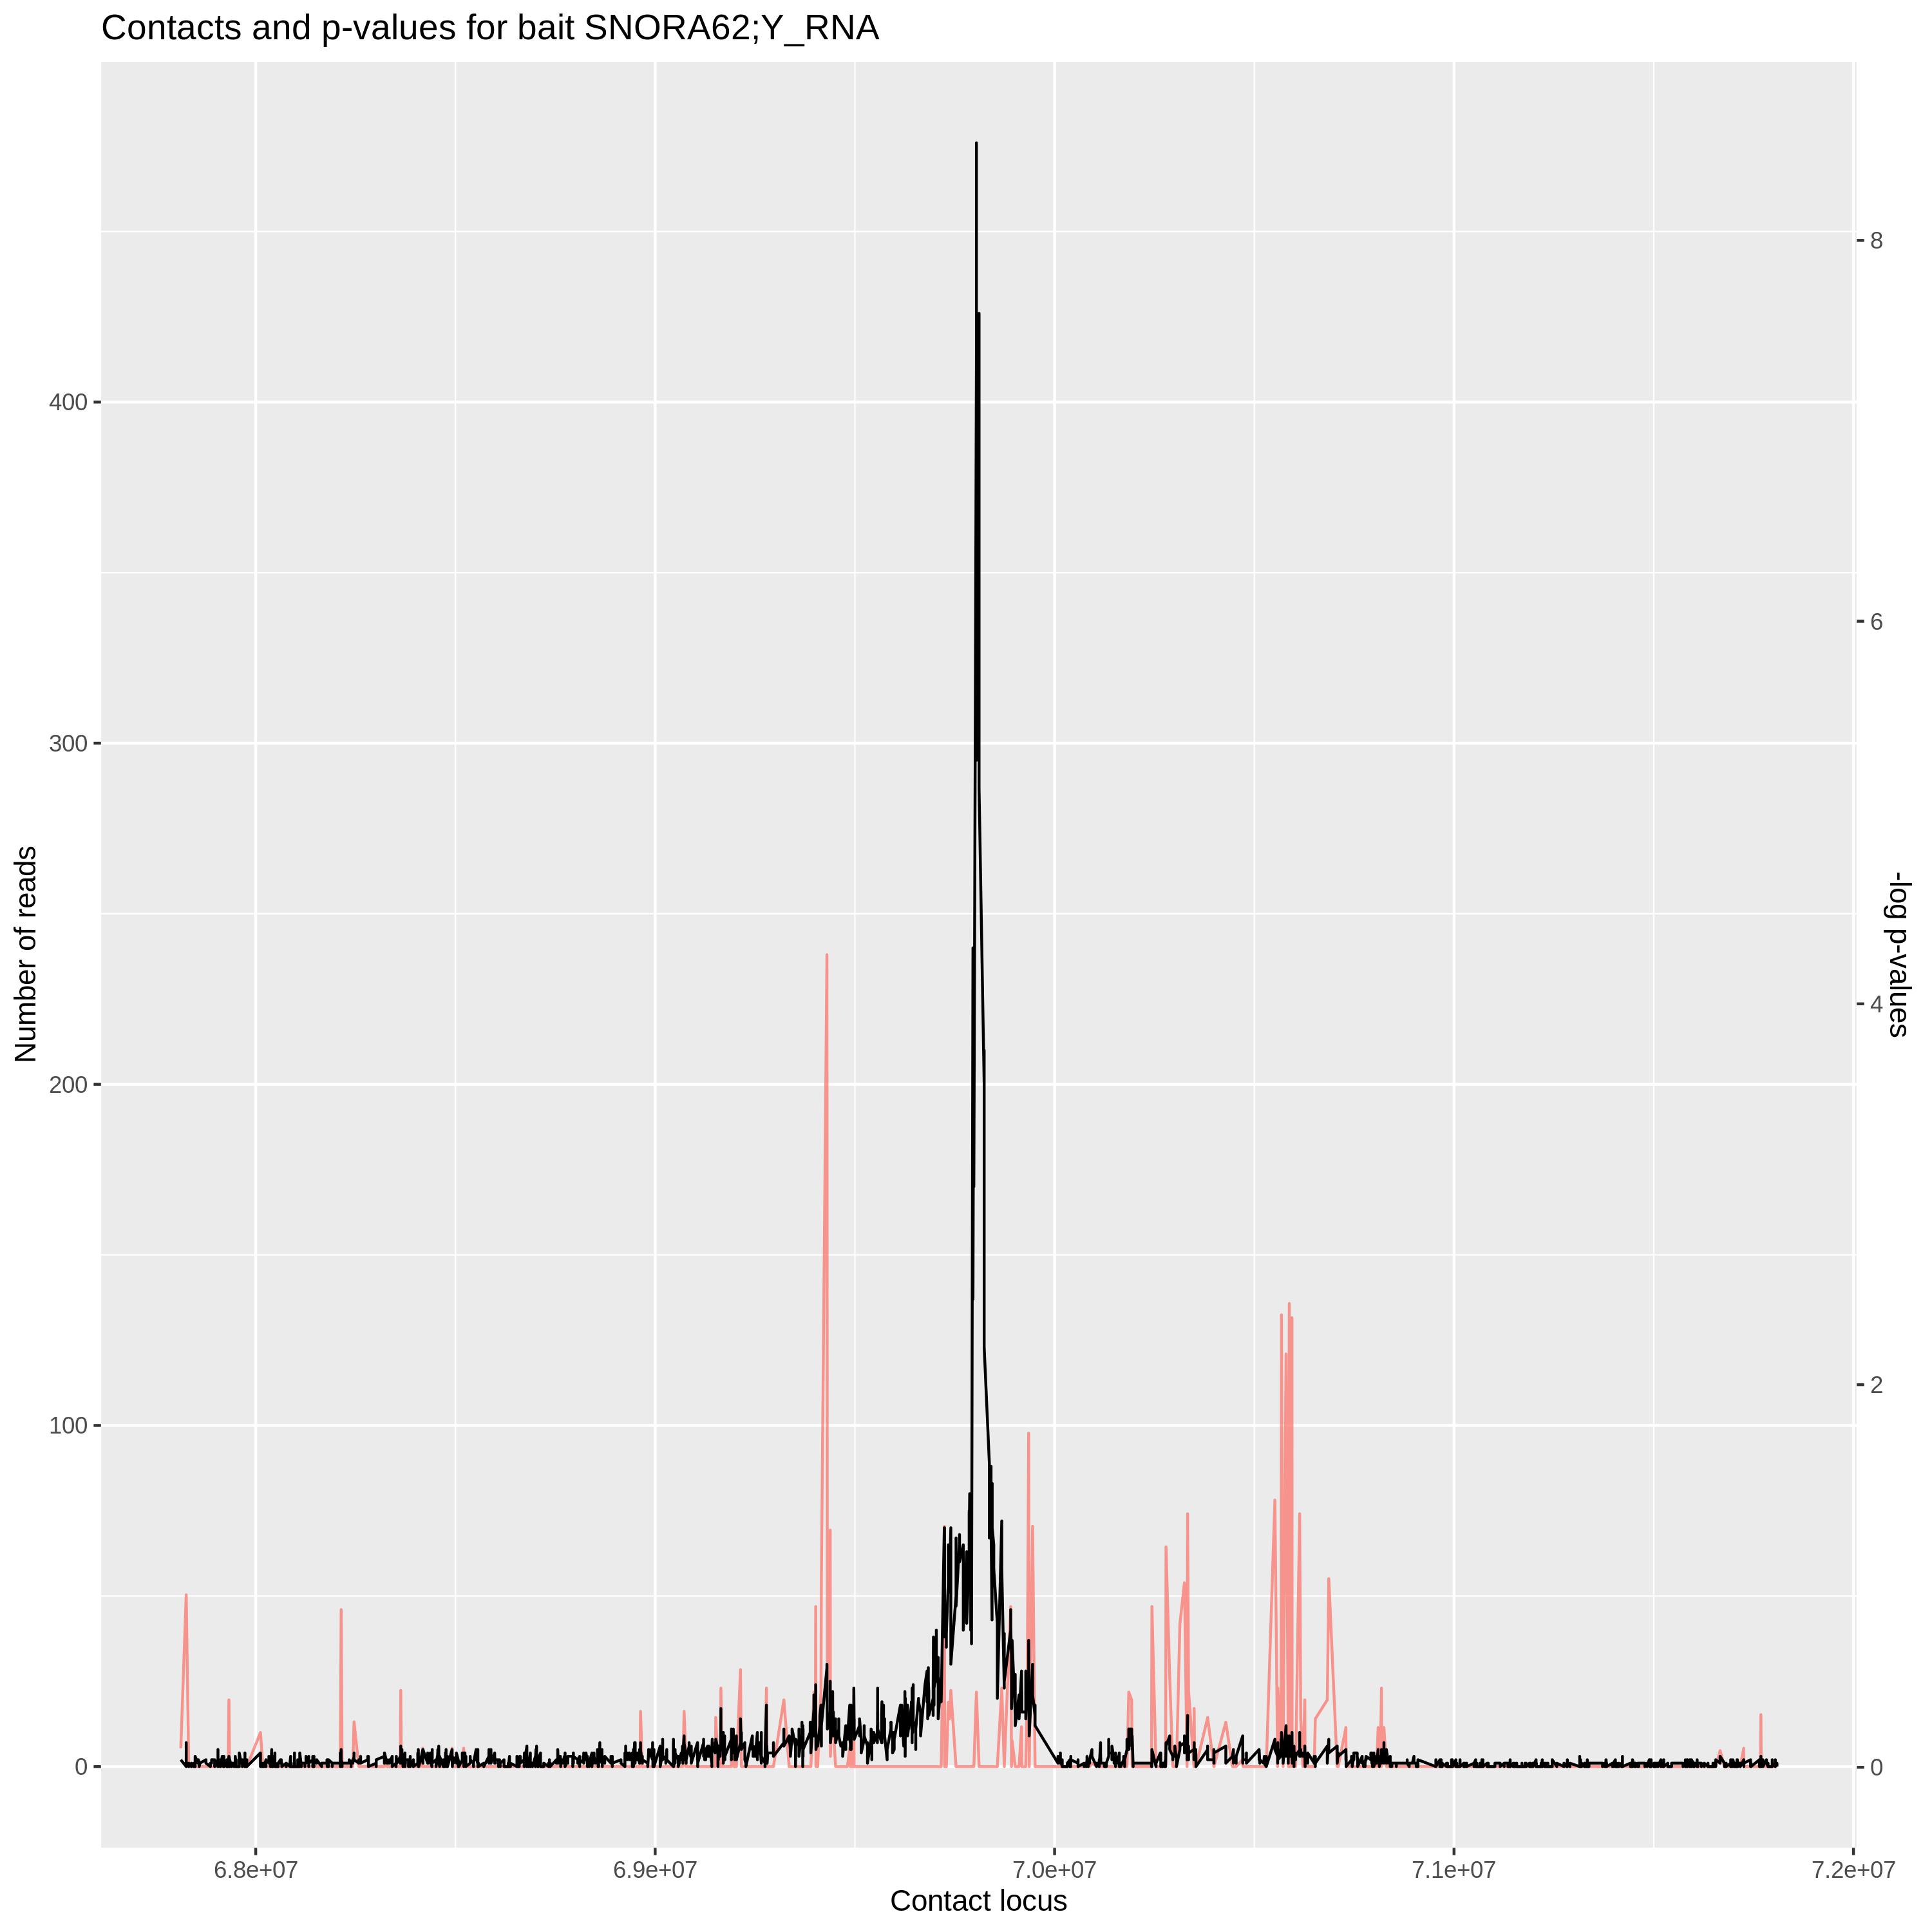 Contacts and p-values for bait SNORA62;Y_RNA
Number of reads
400
300
200
100
0
8
6
4
2
0
-log p-values
6.8e+07
6.9e+07
7.0e+07
7.1e+07
7.2e+07
Contact locus